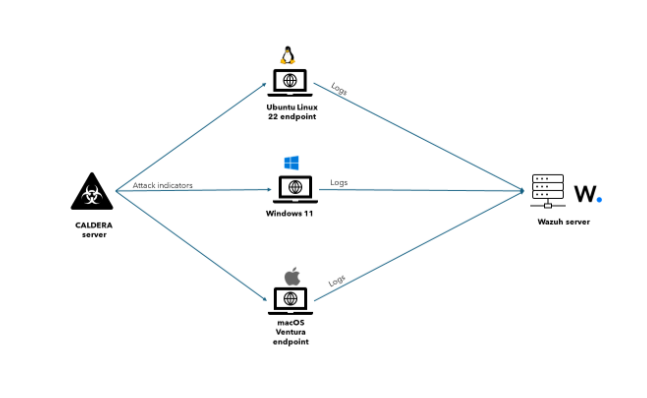 Ubuntu Linux
22 endpoint
Logs
Attack indicators
CALDERA
server
Windows 11
Logs
W.
Wazuh server
macOS
Ventura
endpoint
Logs